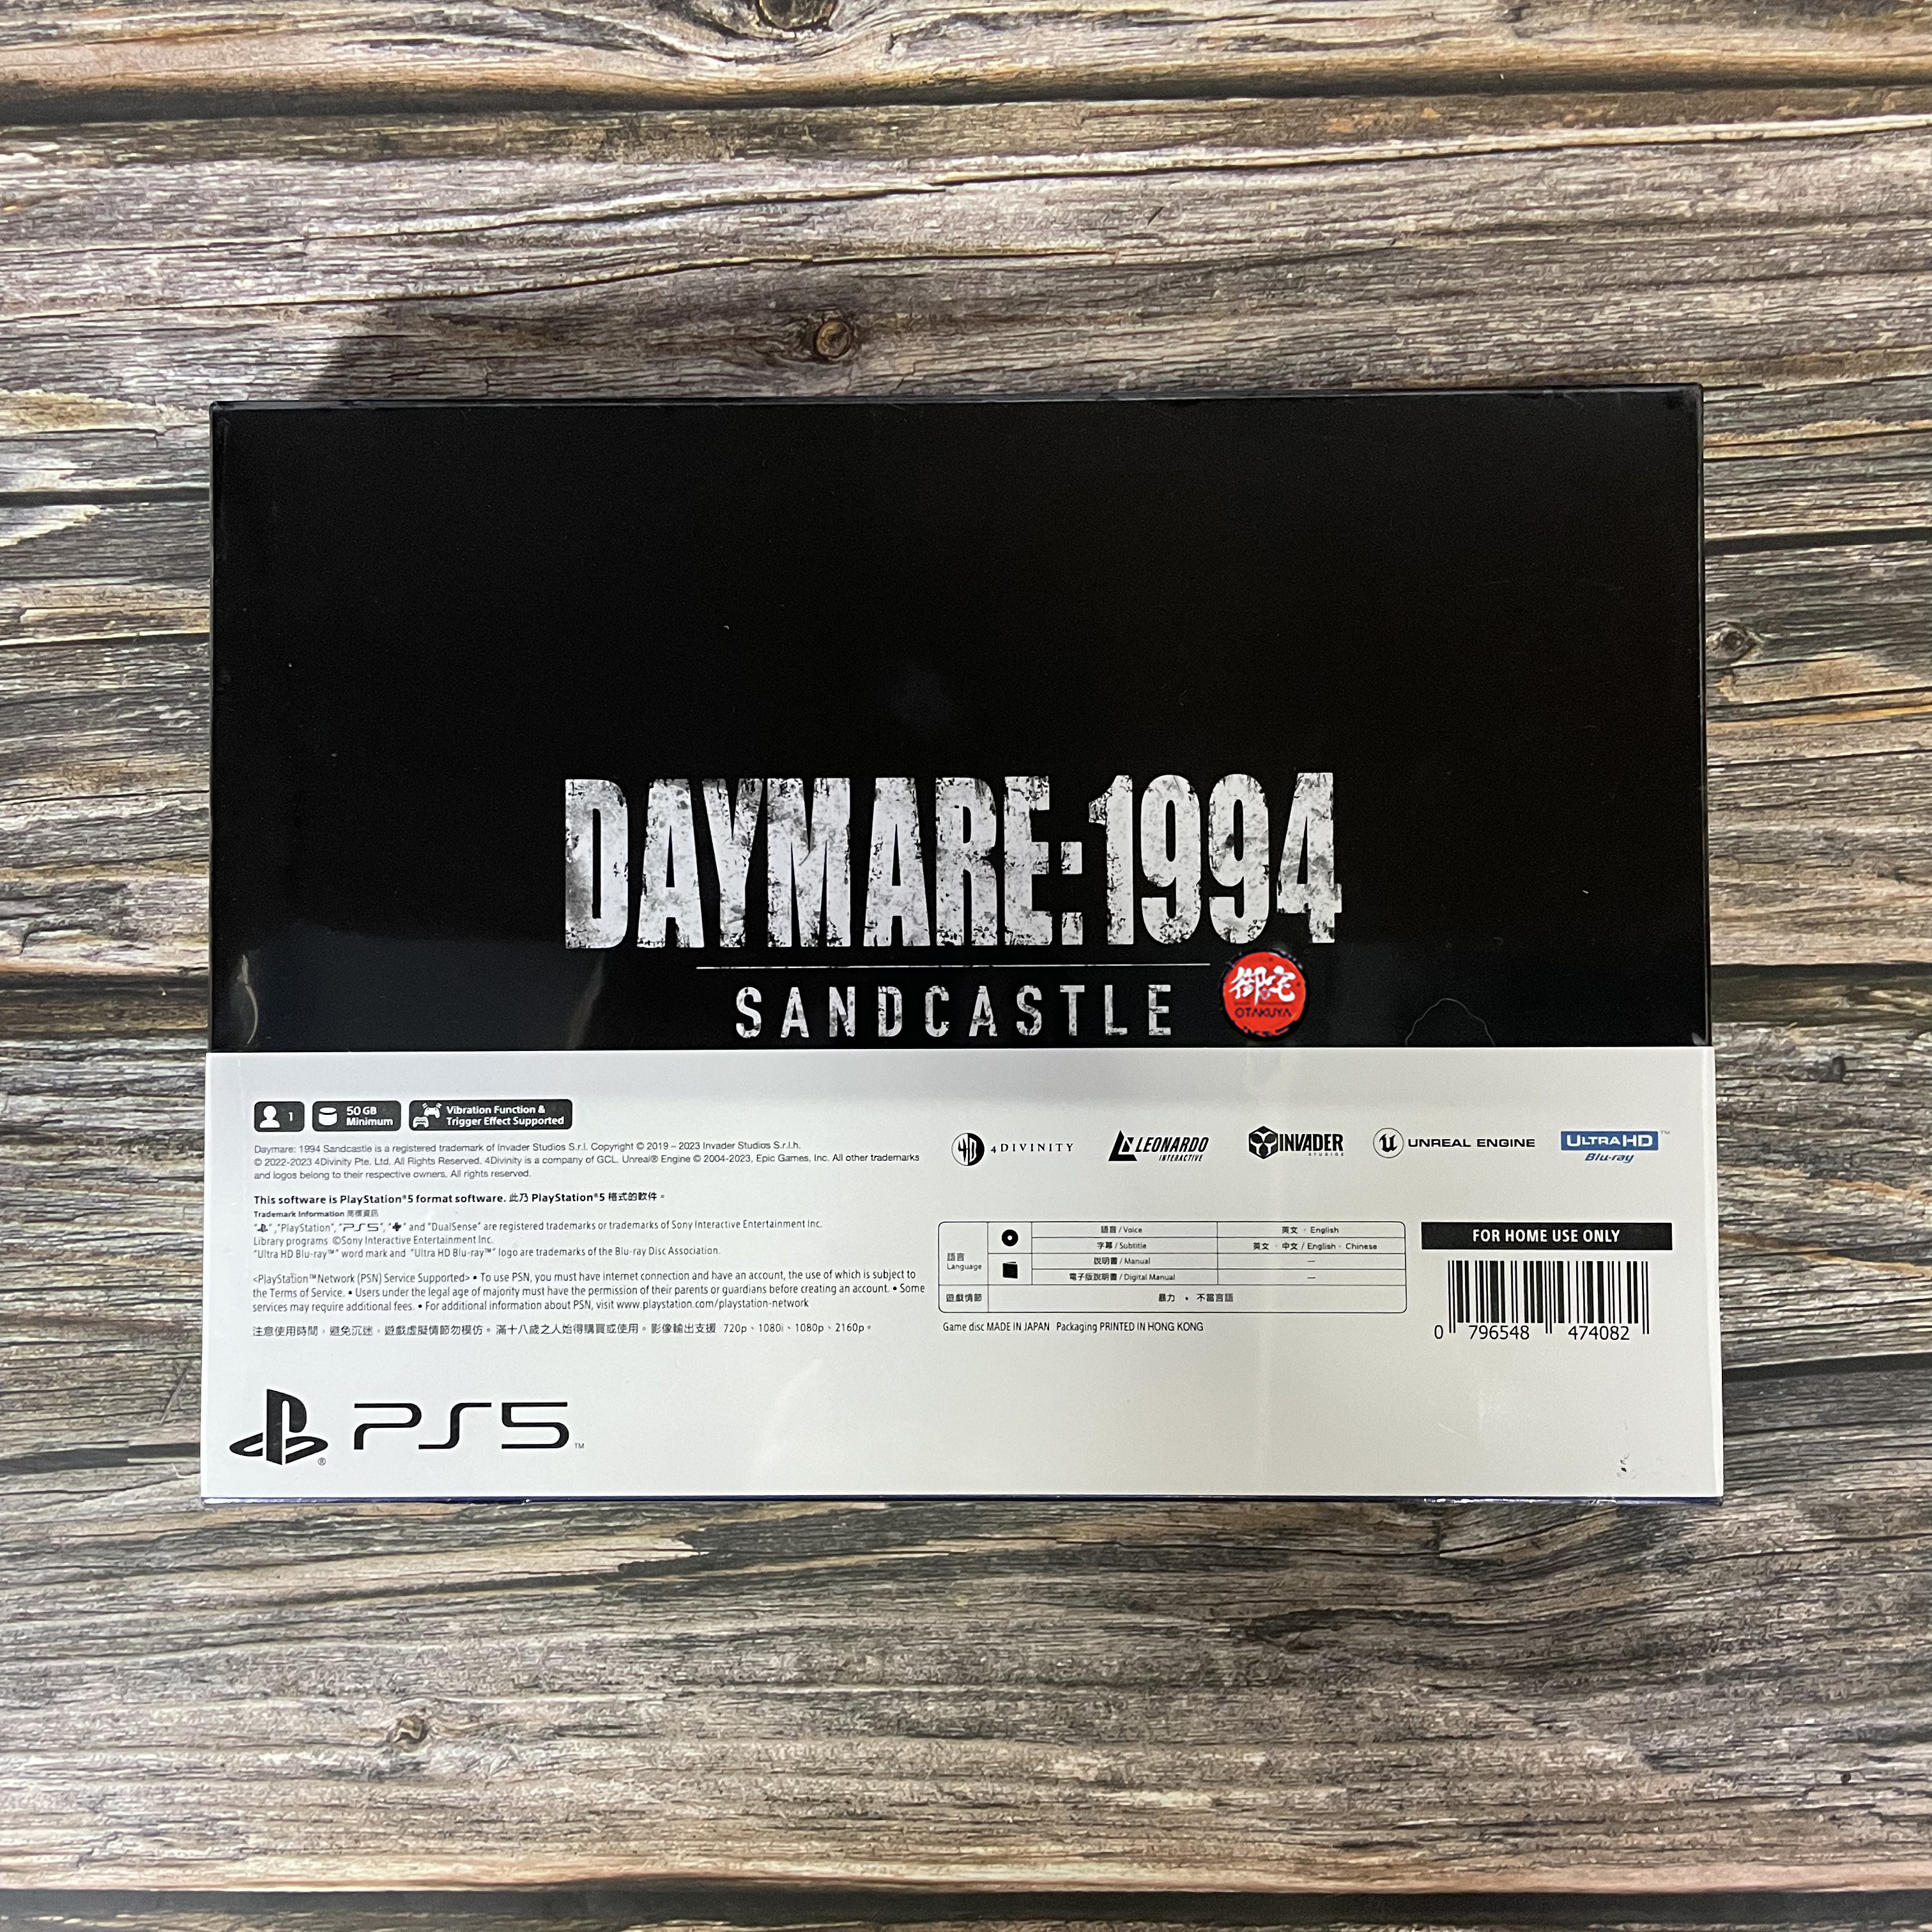 DAYMARE:1994
SANDCASTLE
御宅
OTAKUYA
1
50 GB
Minimum
Vibration Function &
Trigger Effect Supported
Daymare: 1994 Sandcastle is a registered trademark of Invader Studios S.r.l. Copyright © 2019 – 2023 Invader Studios S.r.l.h.
© 2022-2023 4Divinity Pte. Ltd. All Rights Reserved. 4Divinity is a company of GCL. Unreal® Engine © 2004-2023, Epic Games, Inc. All other trademarks
and logos belong to their respective owners. All rights reserved.
4DIVINITY
LEONARDO
INTERACTIVE
INVADER
STUDIOS
UNREAL ENGINE
ULTRA HD
Blu-ray™
This software is PlayStation®5 format software. 此乃 PlayStation®5 格式的軟件。
Trademark Information 商標資訊
"", "PlayStation", "PS5", "" and "DualSense" are registered trademarks or trademarks of Sony Interactive Entertainment Inc.
Library programs ©Sony Interactive Entertainment Inc.
"Ultra HD Blu-ray™" word mark and "Ultra HD Blu-ray™" logo are trademarks of the Blu-ray Disc Association.
<PlayStation™Network (PSN) Service Supported> • To use PSN, you must have internet connection and have an account, the use of which is subject to
the Terms of Service. • Users under the legal age of majority must have the permission of their parents or guardians before creating an account. • Some
services may require additional fees. • For additional information about PSN, visit www.playstation.com/playstation-network
注意使用時間，避免沉迷，遊戲虛擬情節勿模仿。滿十八歲之人始得購買或使用。影像輸出支援 720p、1080i、1080p、2160p。
語言
Language
語音 / Voice
英文 · English
字幕 / Subtitle
英文 · 中文 / English · Chinese
說明書 / Manual
—
電子版說明書 / Digital Manual
—
遊戲情節
暴力 · 不當言語
Game disc MADE IN JAPAN Packaging PRINTED IN HONG KONG
FOR HOME USE ONLY
0 796548 474082
PS5™